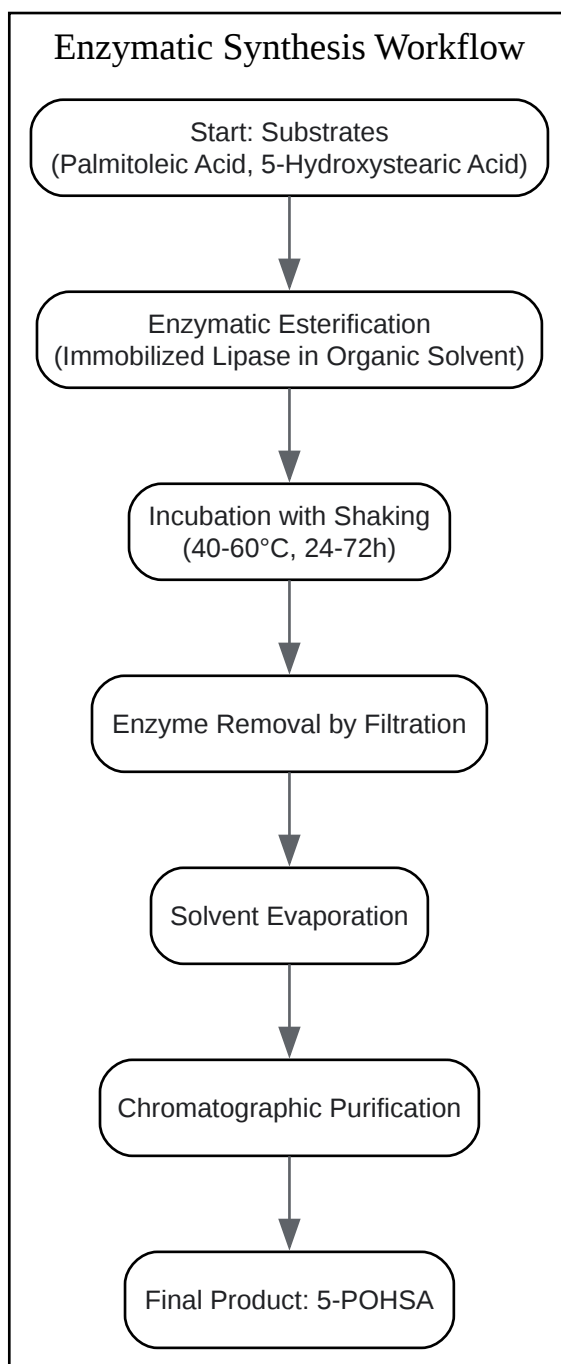 Enzymatic Synthesis Workflow
Start: Substrates
(Palmitoleic Acid, 5-Hydroxystearic Acid)
Enzymatic Esterification
(Immobilized Lipase in Organic Solvent)
Incubation with Shaking
(40-60°C, 24-72h)
Enzyme Removal by Filtration
Solvent Evaporation
Chromatographic Purification
Final Product: 5-POHSA